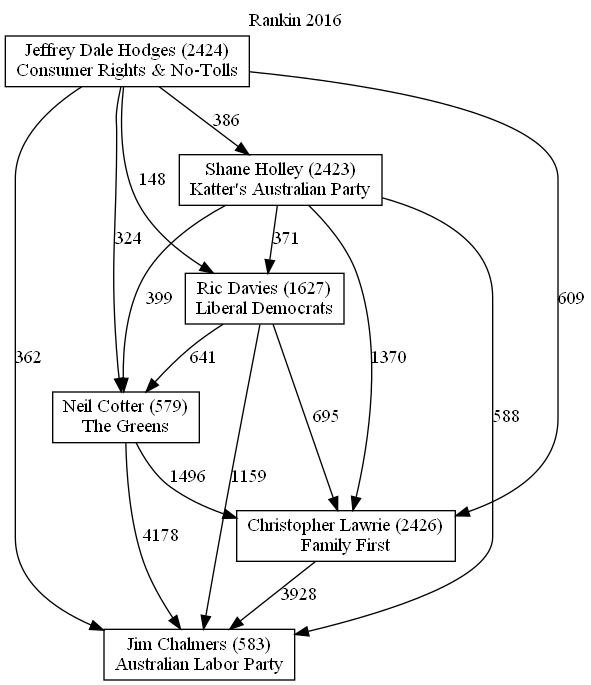 Rankin 2016
Jeffrey Dale Hodges (2424)
Consumer Rights & No-Tolls
386
Shane Holley (2423)
Katter's Australian Party
148
324
371
399
609
Ric Davies (1627)
Liberal Democrats
362
641
1370
Neil Cotter (579)
The Greens
695
588
1496
1159
4178
Christopher Lawrie (2426)
Family First
3928
Jim Chalmers (583)
Australian Labor Party